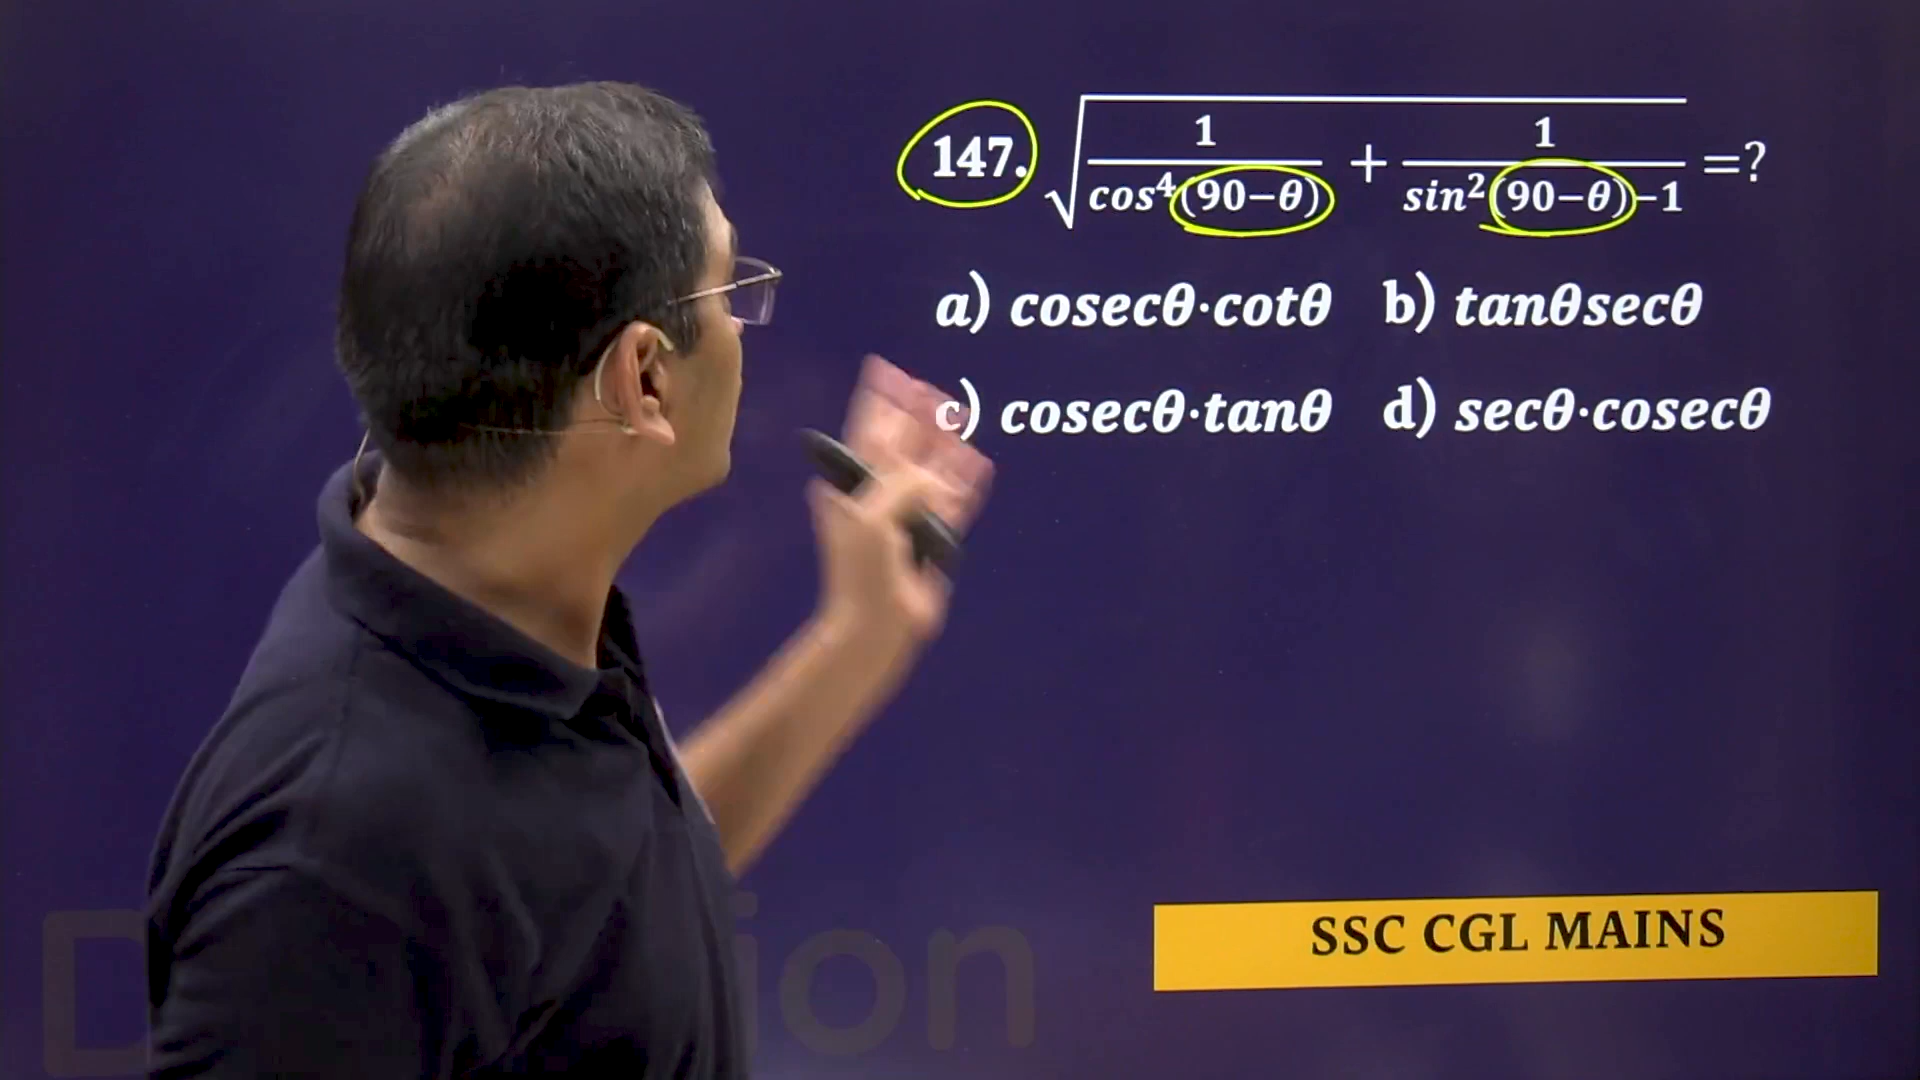 147. √(1/cos⁴(90−θ) + 1/sin²(90−θ)−1) =?
a) cosecθ·cotθ b) tanθsecθ
c) cosecθ·tanθ d) secθ·cosecθ
SSC CGL MAINS